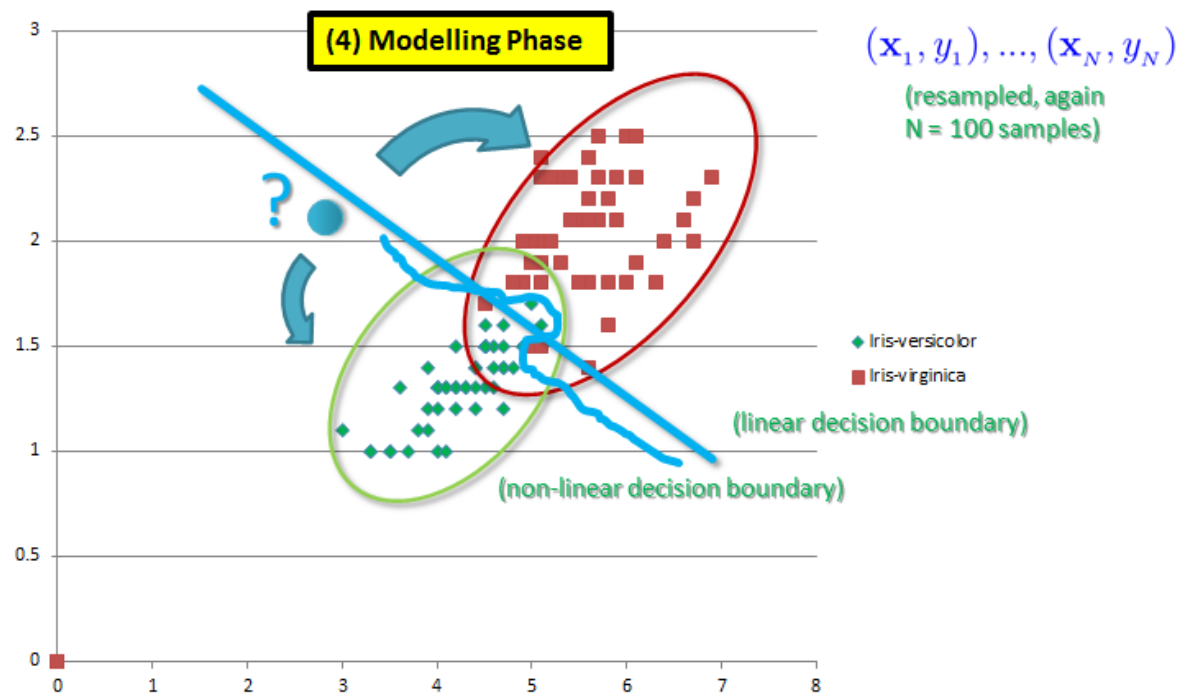 (4) Modelling Phase
(x₁, y₁), ..., (x_N, y_N)
(resampled, again
N = 100 samples)
3
2.5
2
1.5
1
0.5
0
?
Iris-versicolor
Iris-virginica
(linear decision boundary)
(non-linear decision boundary)
0 1 2 3 4 5 6 7 8